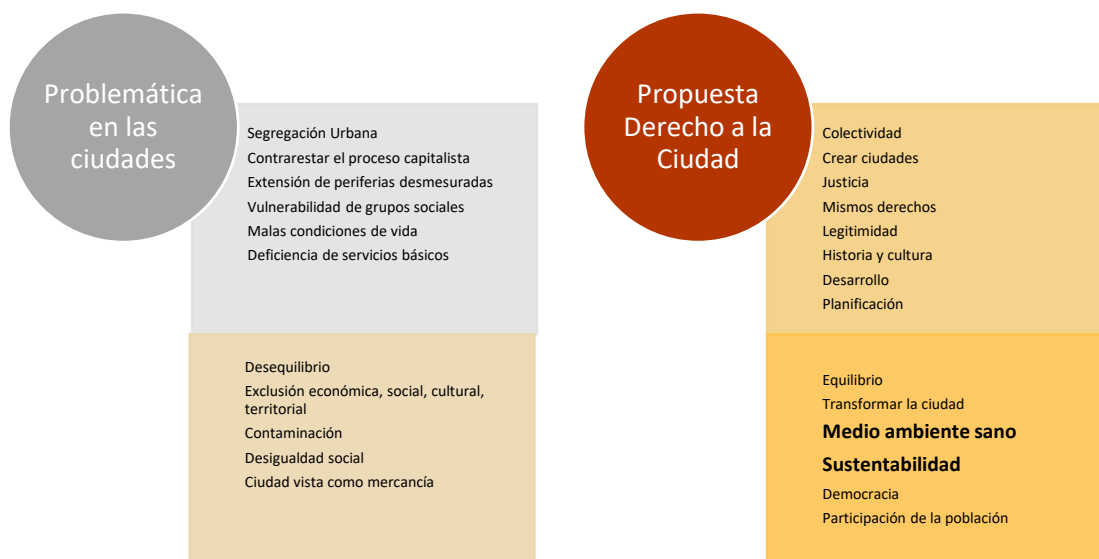 Problemática
en las
ciudades
Segregación Urbana
Contrarestar el proceso capitalista
Extensión de periferias desmesuradas
Vulnerabilidad de grupos sociales
Malas condiciones de vida
Deficiencia de servicios básicos
Desequilibrio
Exclusión económica, social, cultural,
territorial
Contaminación
Desigualdad social
Ciudad vista como mercancía
Propuesta
Derecho a la
Ciudad
Colectividad
Crear ciudades
Justicia
Mismos derechos
Legitimidad
Historia y cultura
Desarrollo
Planificación
Equilibrio
Transformar la ciudad
Medio ambiente sano
Sustentabilidad
Democracia
Participación de la población